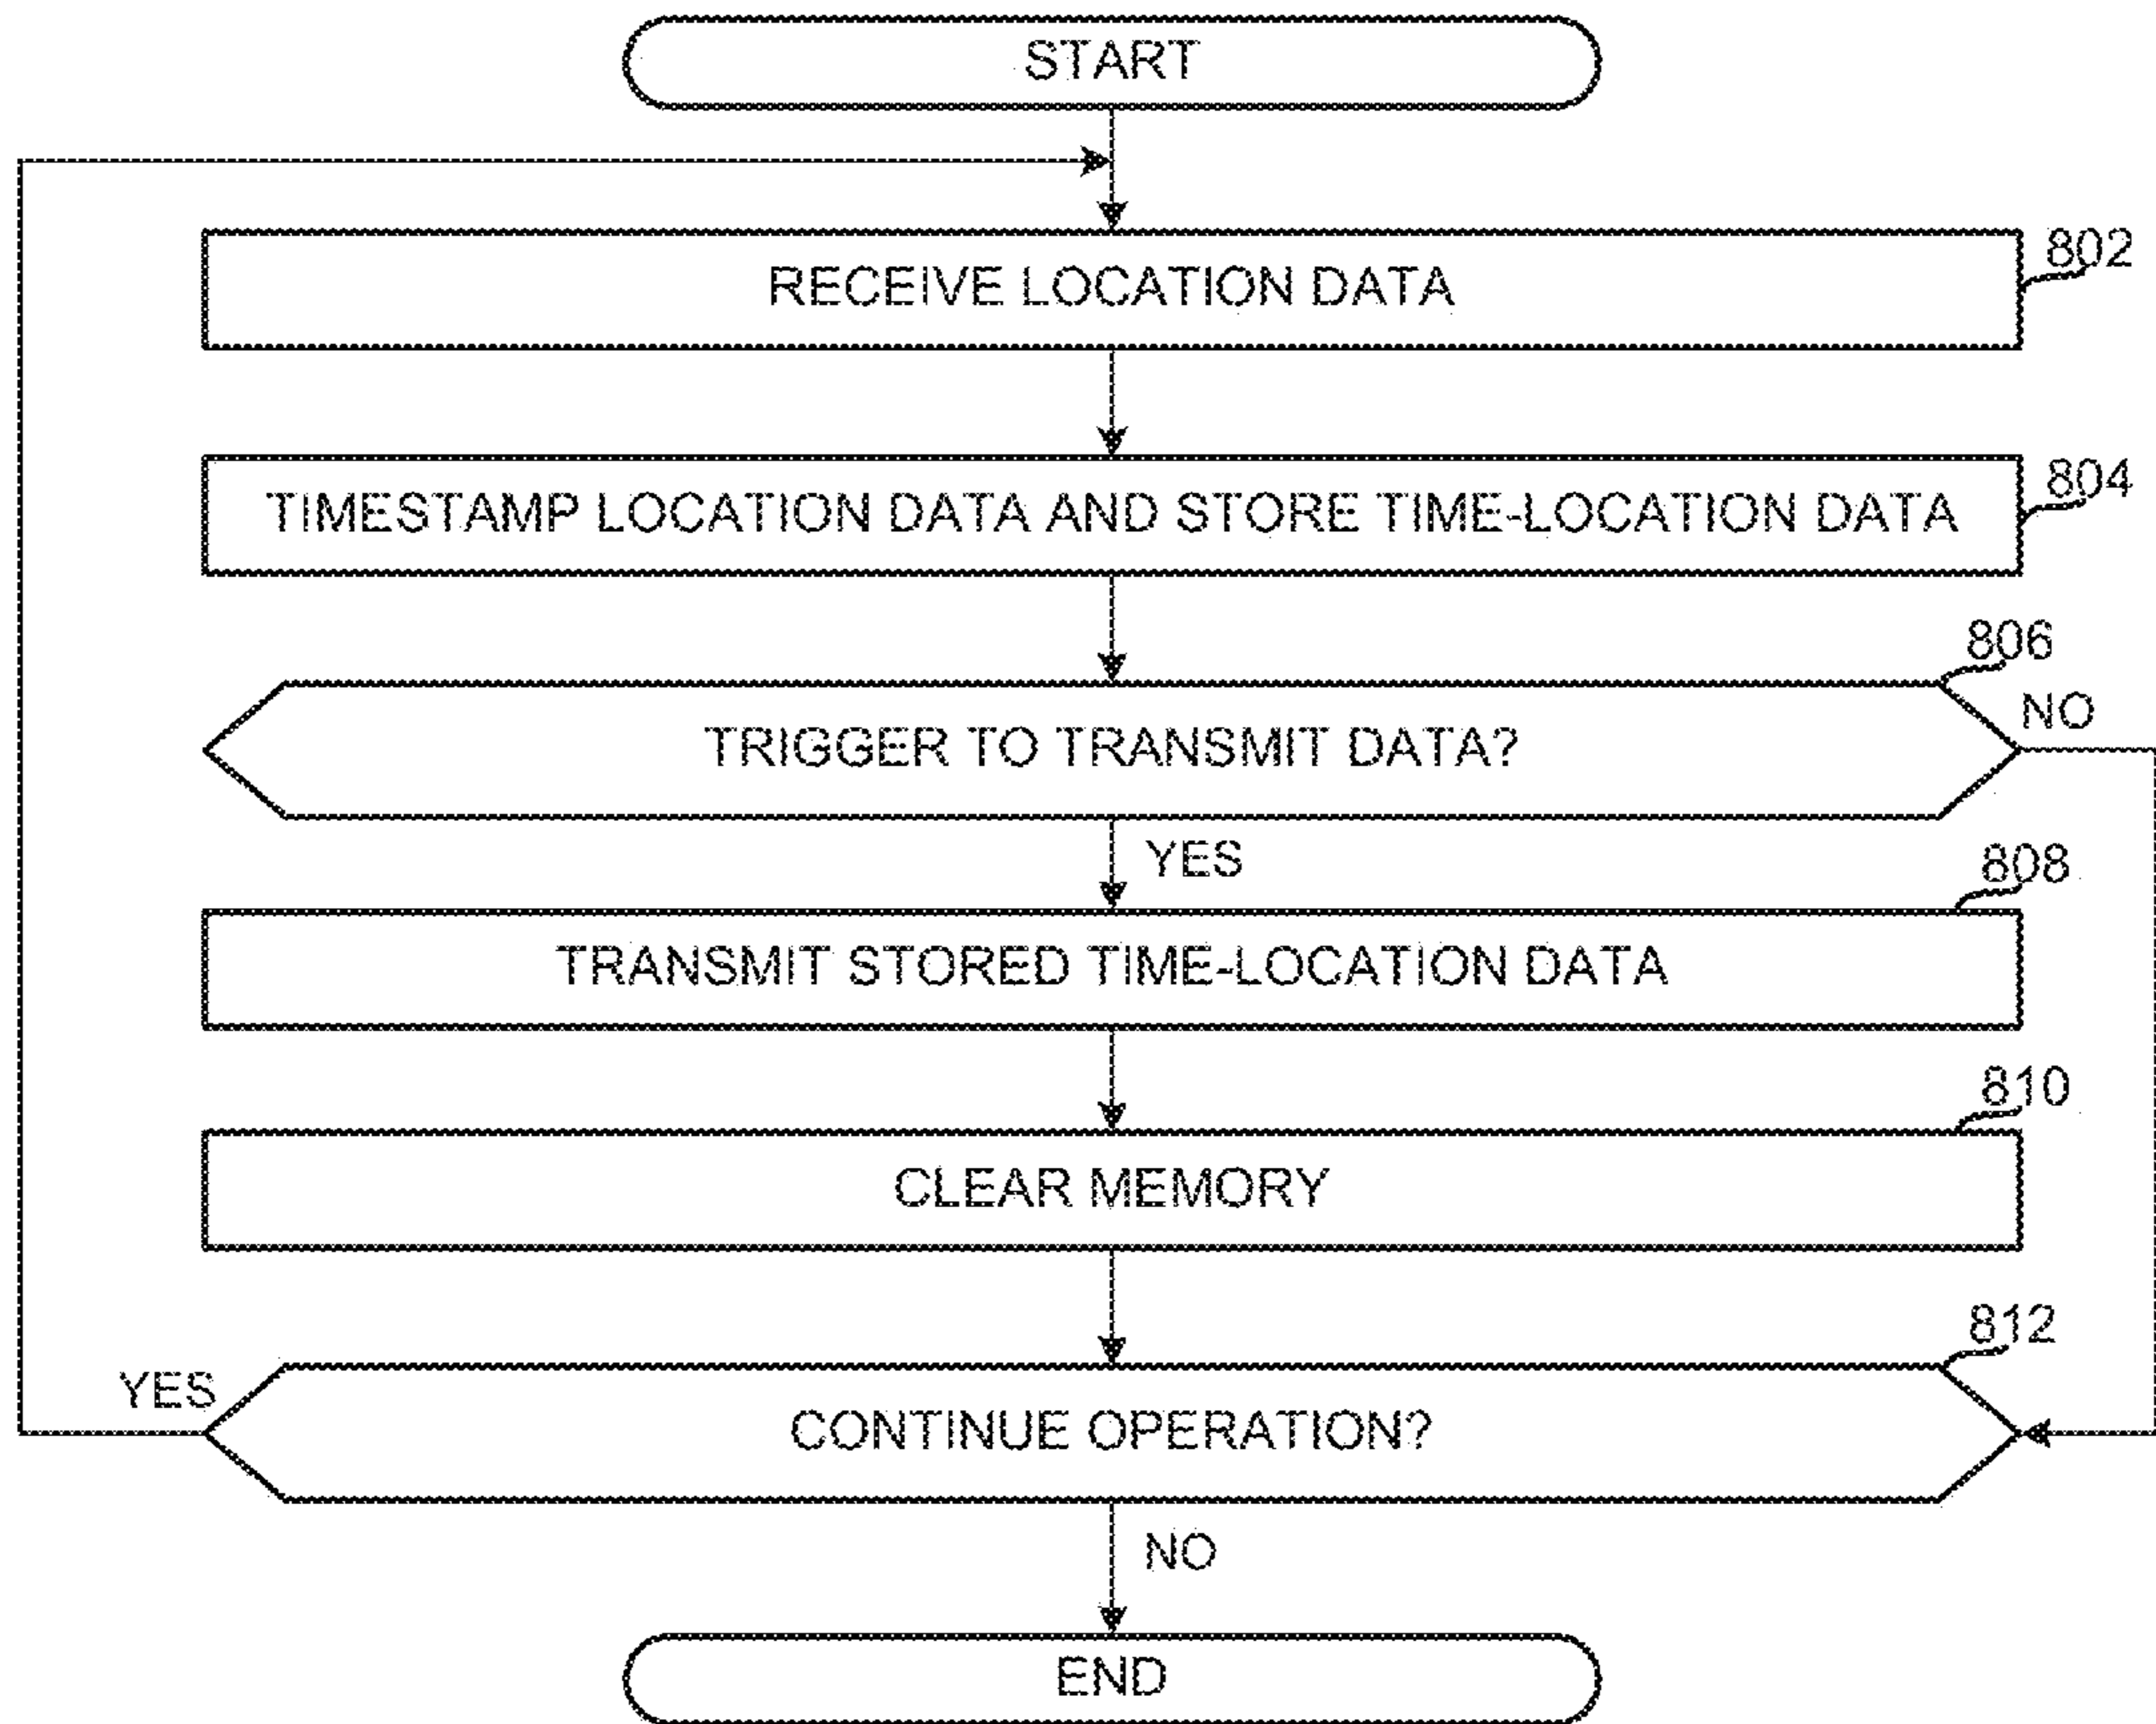 START
RECEIVE LOCATION DATA
802
TIMESTAMP LOCATION DATA AND STORE TIME-LOCATION DATA
804
806
TRIGGER TO TRANSMIT DATA?
NO
YES
808
TRANSMIT STORED TIME-LOCATION DATA
810
CLEAR MEMORY
812
YES
CONTINUE OPERATION?
NO
END